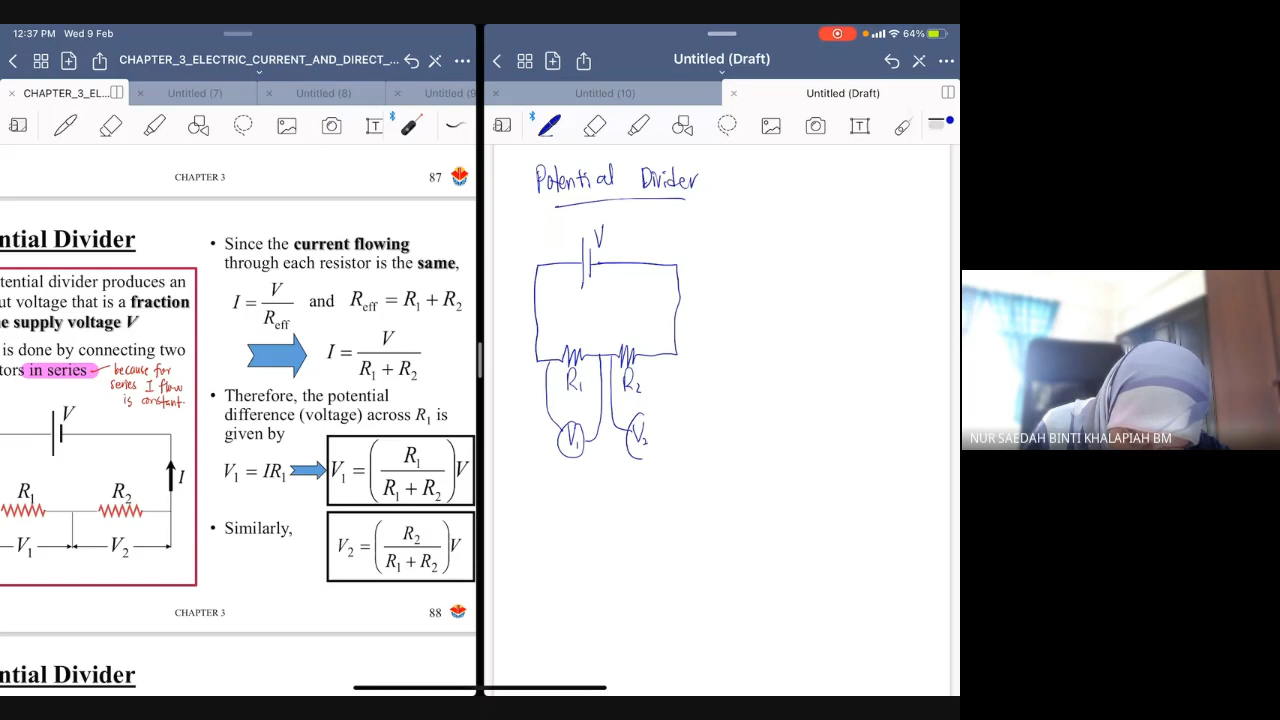 12:37 PM Wed 9 Feb
64%
CHAPTER_3_ELECTRIC_CURRENT_AND_DIRECT_...
CHAPTER_3_EL...
Untitled (7)
Untitled (8)
Untitled (9
CHAPTER 3
87
ntial Divider
otential divider produces an
ut voltage that is a fraction
e supply voltage V
is done by connecting two
tors in series
because for
series I flow
is constant.
V
I
R₁
R₂
V₁
V₂
• Since the current flowing
through each resistor is the same,
I = V / R_eff and R_eff = R₁ + R₂
I = V / (R₁ + R₂)
• Therefore, the potential
difference (voltage) across R₁ is
given by
V₁ = IR₁
V₁ = (R₁ / (R₁ + R₂)) V
• Similarly,
V₂ = (R₂ / (R₁ + R₂)) V
CHAPTER 3
88
ntial Divider
Untitled (Draft)
Untitled (10)
Untitled (Draft)
Potential Divider
V
R₁
R₂
V₁
V₂
NUR SAEDAH BINTI KHALAPIAH BM